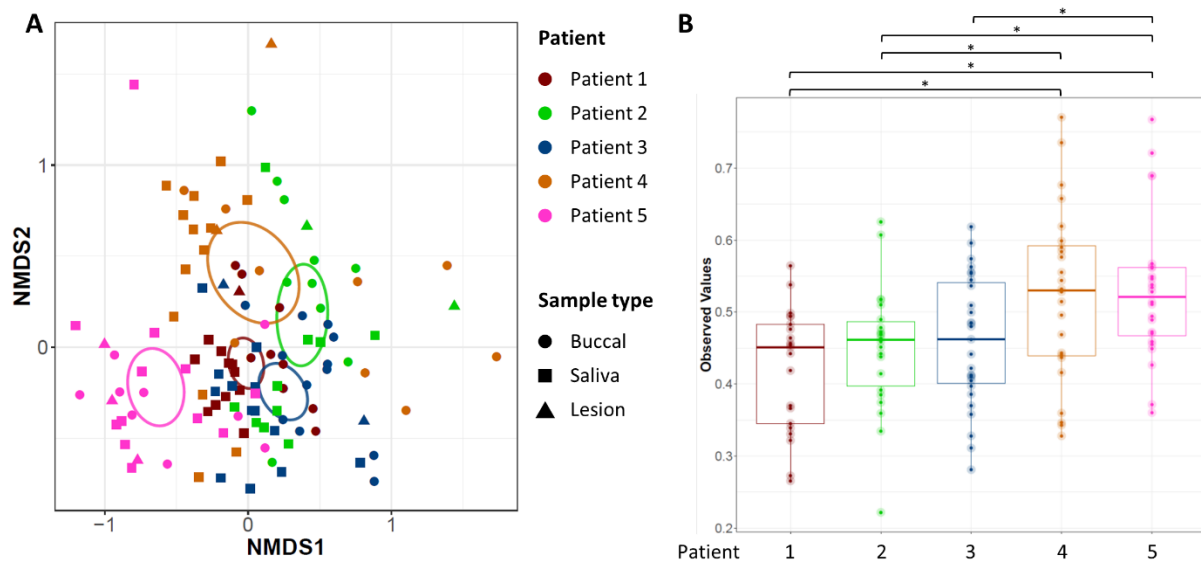 A
NMDS2
1
0
−1
0
1
NMDS1
Patient
Patient 1
Patient 2
Patient 3
Patient 4
Patient 5
Sample type
Buccal
Saliva
Lesion
B
*
*
*
*
*
Observed Values
0.7
0.6
0.5
0.4
0.3
0.2
Patient 1 2 3 4 5